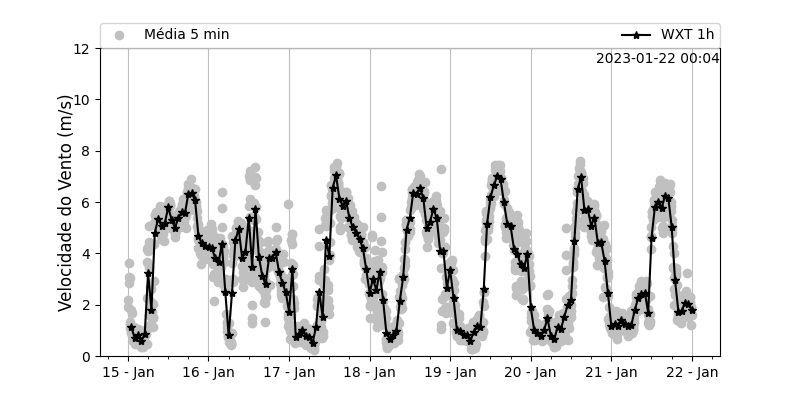 Média 5 min
WXT 1h
2023-01-22 00:04
Velocidade do Vento (m/s)
12
10
8
6
4
2
0
15 - Jan
16 - Jan
17 - Jan
18 - Jan
19 - Jan
20 - Jan
21 - Jan
22 - Jan